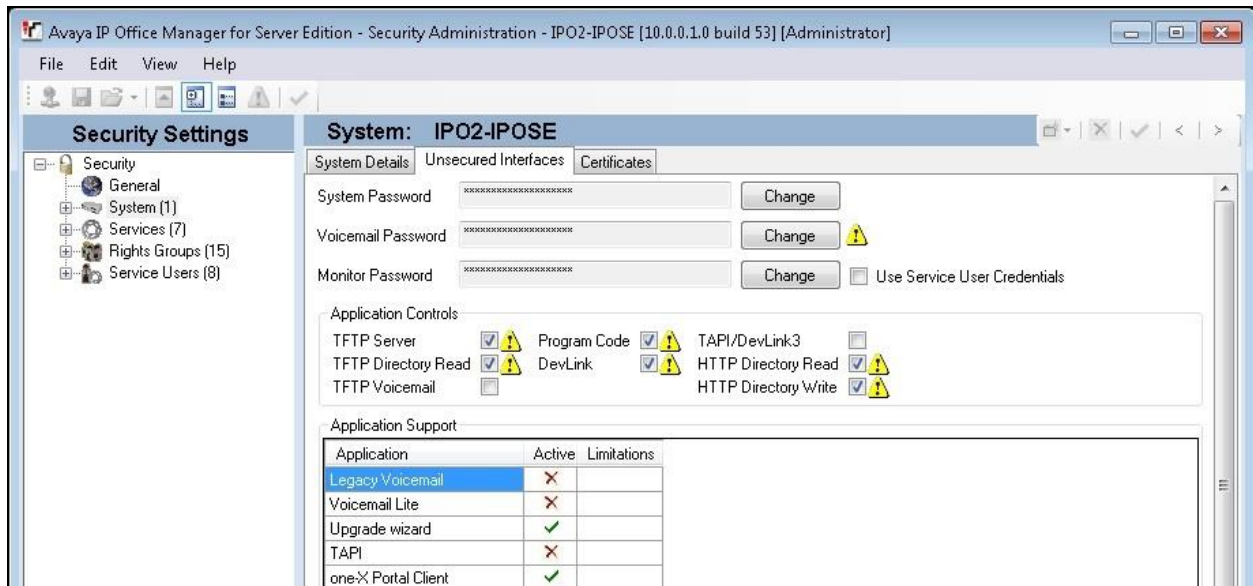 Avaya IP Office Manager for Server Edition - Security Administration - IPO2-IPOSE [10.0.0.1.0 build 53] [Administrator]
File Edit View Help
Security Settings
System: IPO2-IPOSE
Security
General
System (1)
Services (7)
Rights Groups (15)
Service Users (8)
System Details Unsecured Interfaces Certificates
System Password ******************** Change
Voicemail Password ******************** Change
Monitor Password ******************** Change Use Service User Credentials
Application Controls
TFTP Server Program Code TAPI/DevLink3
TFTP Directory Read DevLink HTTP Directory Read
TFTP Voicemail HTTP Directory Write
Application Support
Application Active Limitations
Legacy Voicemail
Voicemail Lite
Upgrade wizard
TAPI
one-X Portal Client